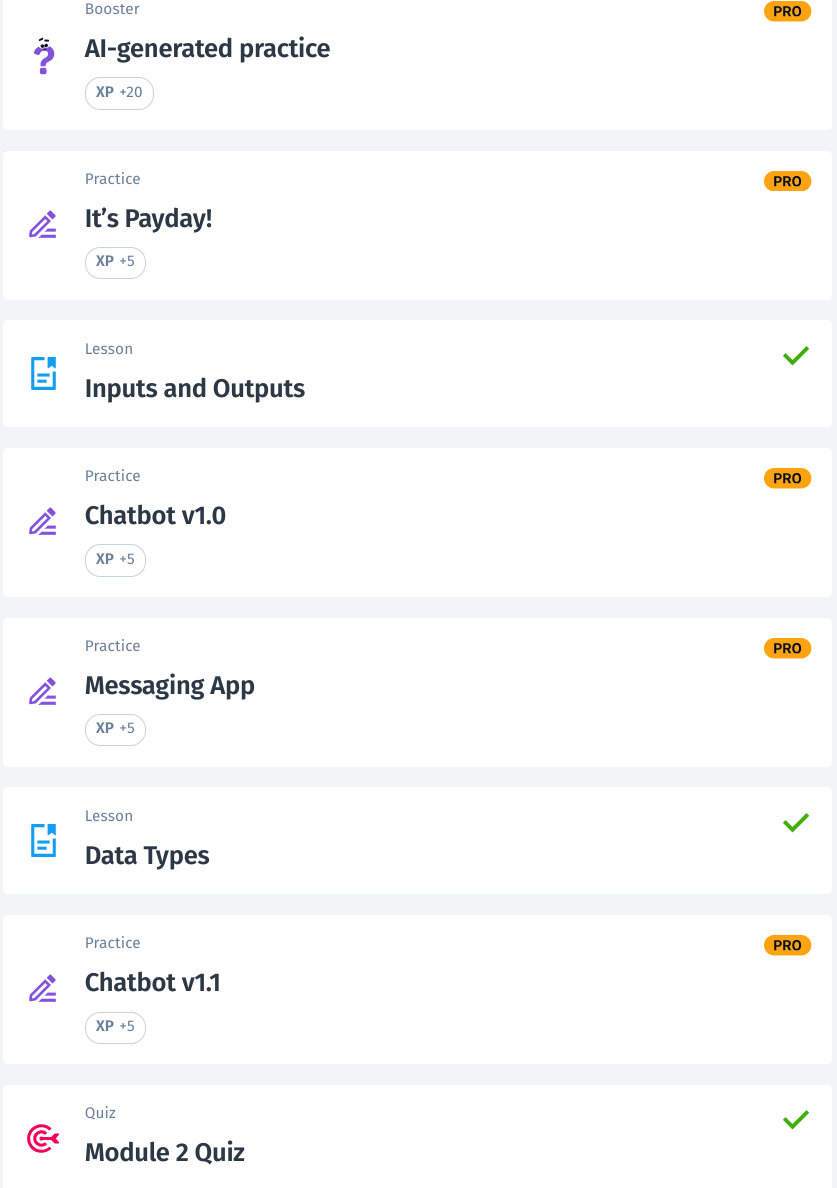 Booster
PRO
AI-generated practice
XP +20
Practice
PRO
It’s Payday!
XP +5
Lesson
Inputs and Outputs
Practice
PRO
Chatbot v1.0
XP +5
Practice
PRO
Messaging App
XP +5
Lesson
Data Types
Practice
PRO
Chatbot v1.1
XP +5
Quiz
Module 2 Quiz